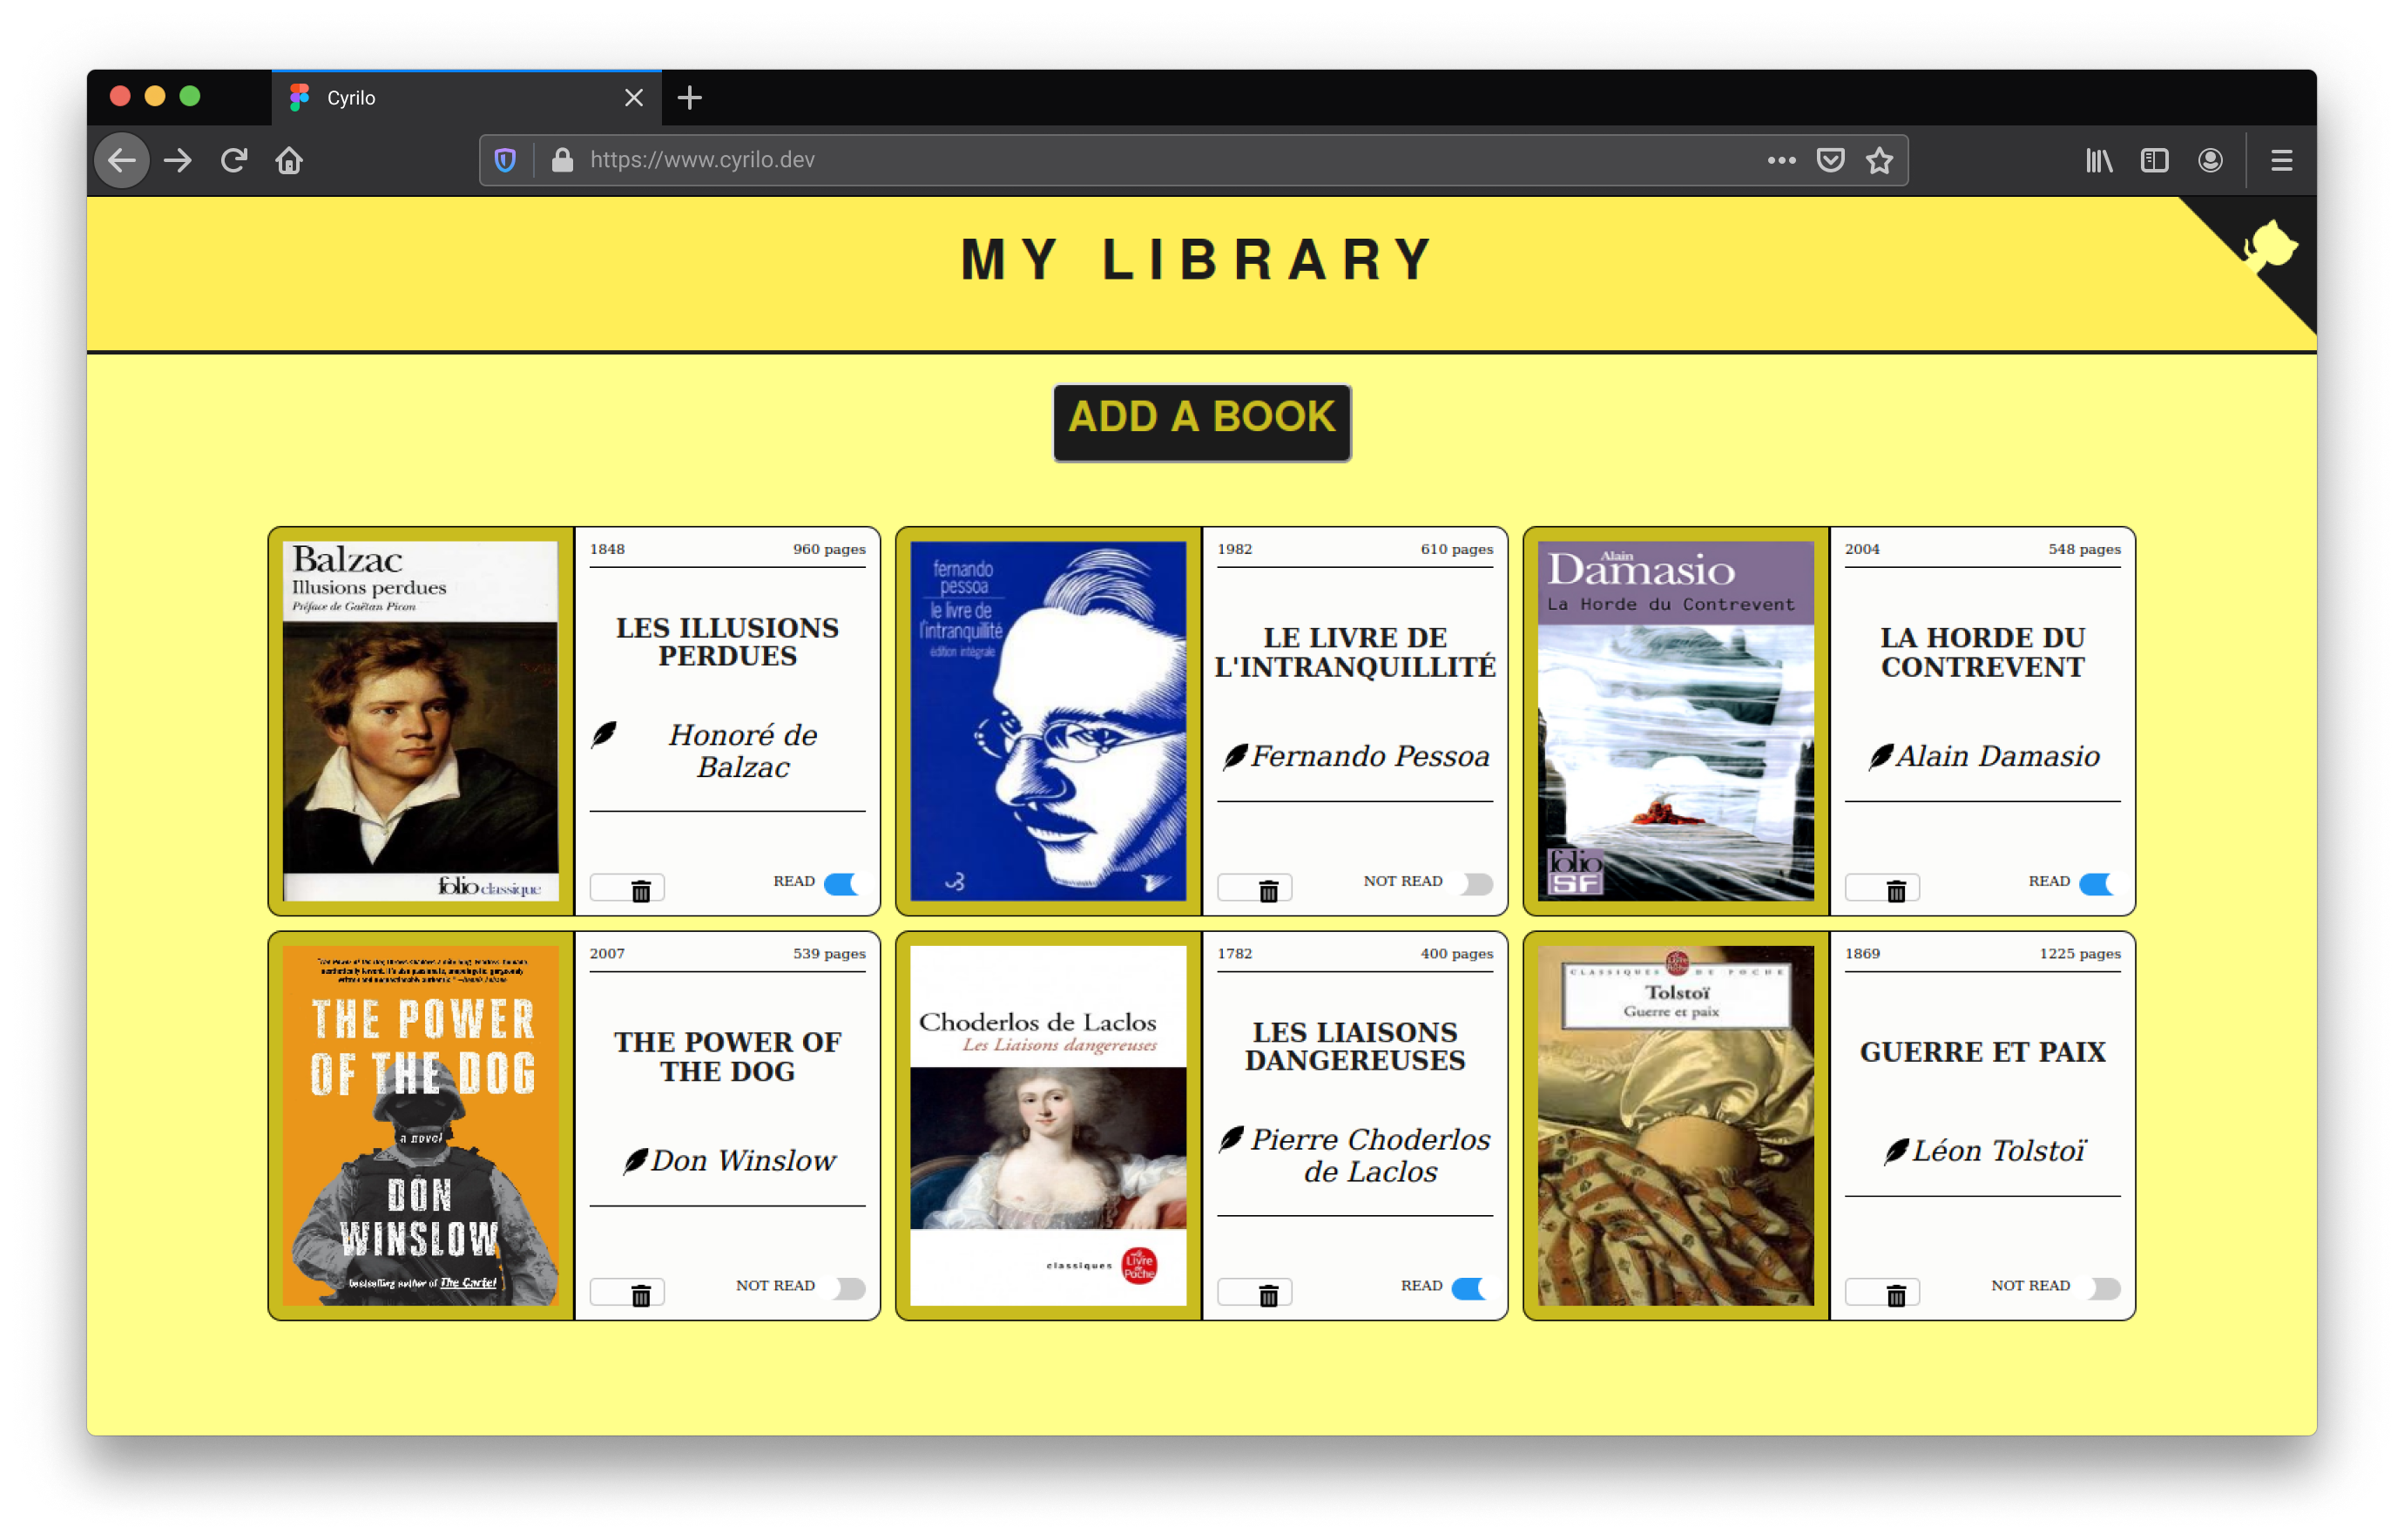 Cyrilo
https://www.cyrilo.dev
MY LIBRARY
ADD A BOOK
Balzac
Illusions perdues
Préface de Gaëtan Picon
folio classique
1848 960 pages
LES ILLUSIONS
PERDUES
Honoré de
Balzac
READ
fernando
pessoa
le livre de
l'intranquillité
édition intégrale
1982 610 pages
LE LIVRE DE
L'INTRANQUILLITÉ
Fernando Pessoa
NOT READ
Alain
Damasio
La Horde du Contrevent
folio
SF
2004 548 pages
LA HORDE DU
CONTREVENT
Alain Damasio
READ
THE POWER
OF THE DOG
a novel
DON
WINSLOW
bestselling author of The Cartel
2007 539 pages
THE POWER OF
THE DOG
Don Winslow
NOT READ
Choderlos de Laclos
Les Liaisons dangereuses
classiques
Le
Livre
de
Poche
1782 400 pages
LES LIAISONS
DANGEREUSES
Pierre Choderlos
de Laclos
READ
CLASSIQUES DE POCHE
Tolstoï
Guerre et paix
1869 1225 pages
GUERRE ET PAIX
Léon Tolstoï
NOT READ